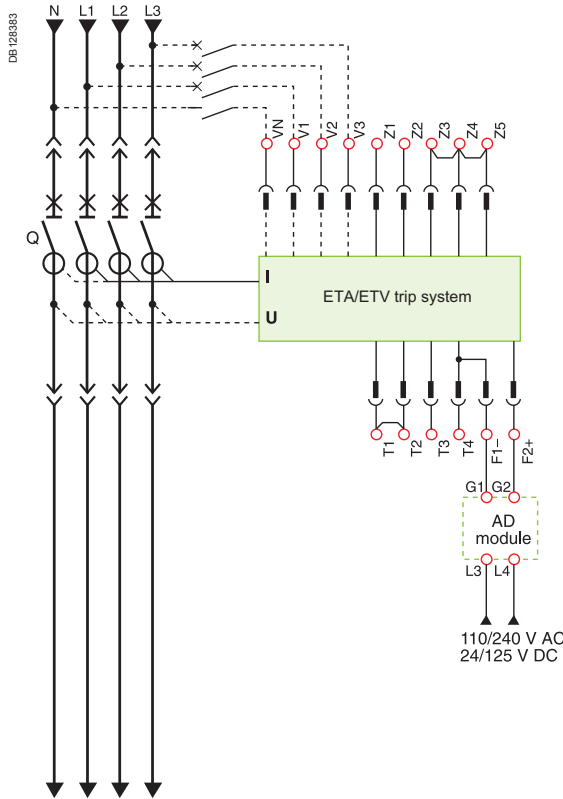 DB128383
N L1 L2 L3
VN V1 V2 V3 Z1 Z2 Z3 Z4 Z5
Q
I
ETA/ETV trip system
U
T1 T2 T3 T4 F1– F2+
G1 G2
AD
module
L3 L4
110/240 V AC
24/125 V DC